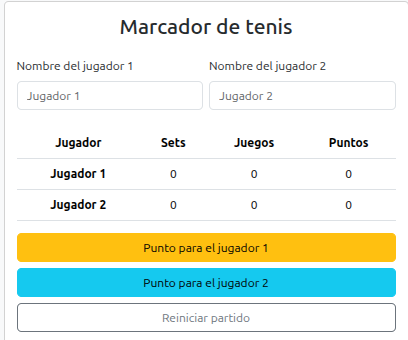 Marcador de tenis
Nombre del jugador 1 Nombre del jugador 2
Jugador 1 Jugador 2
Jugador Sets Juegos Puntos
Jugador 1 0 0 0
Jugador 2 0 0 0
Punto para el jugador 1
Punto para el jugador 2
Reiniciar partido